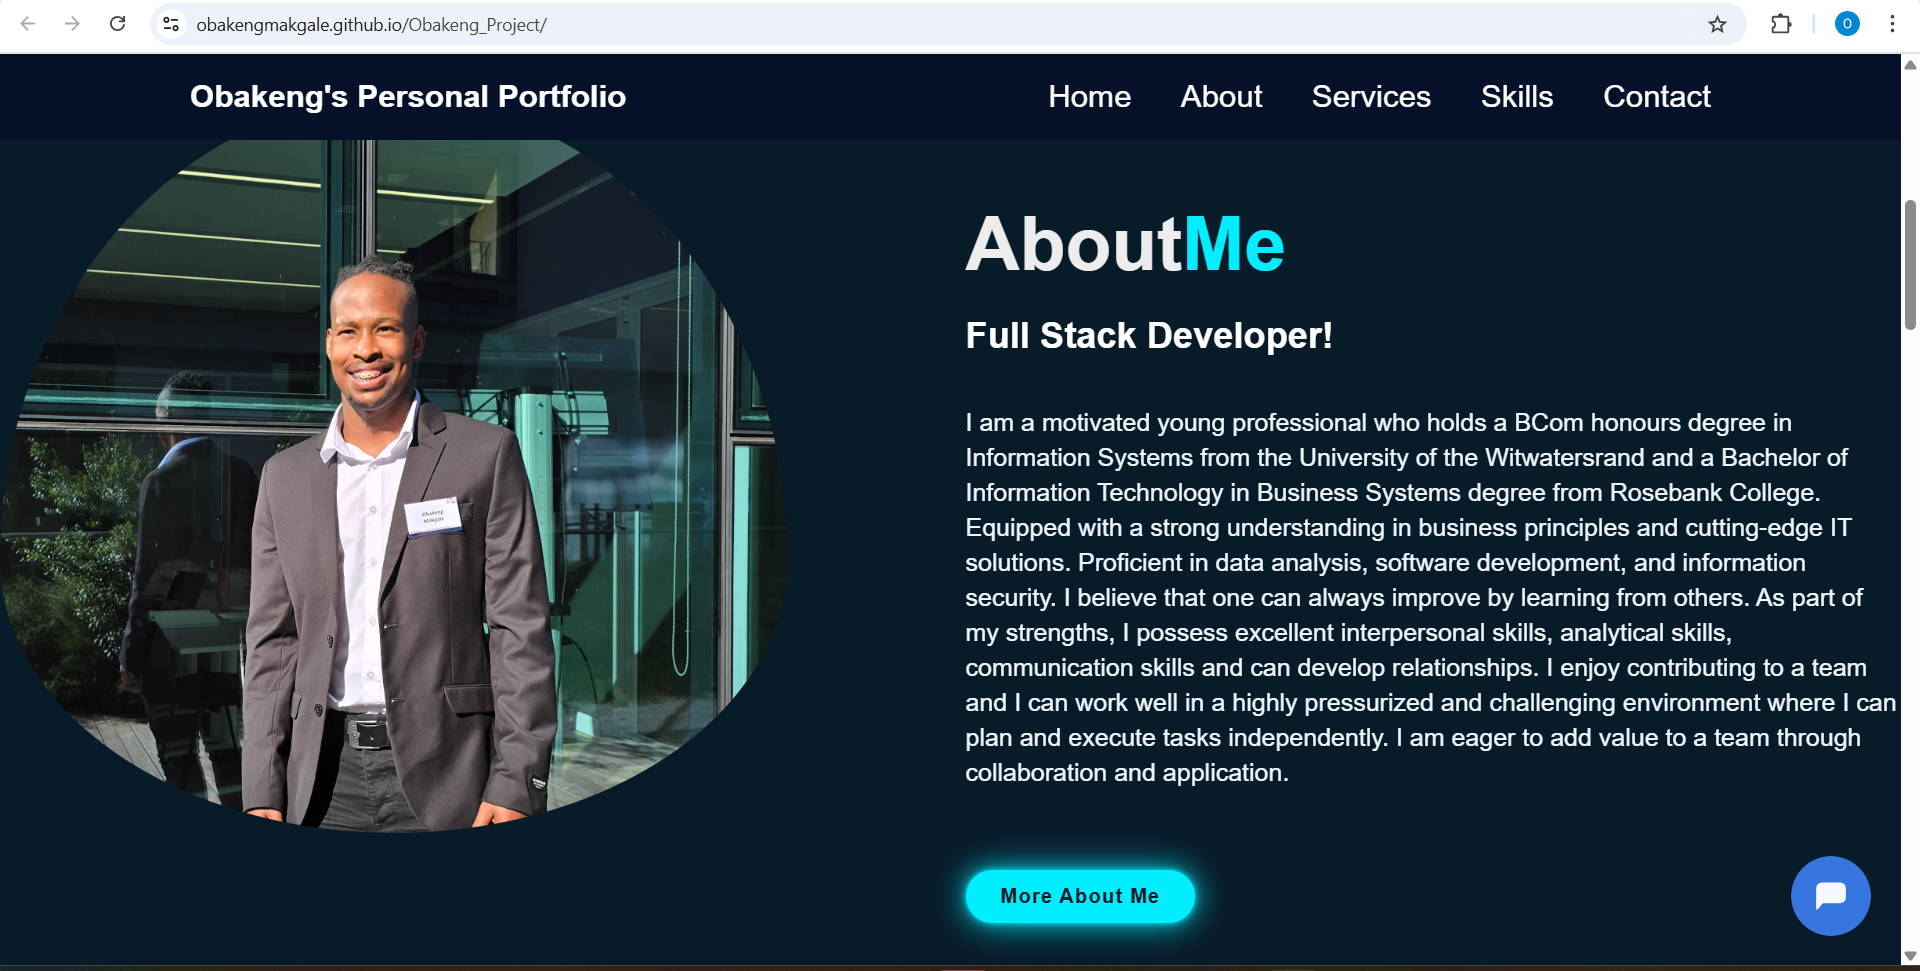 obakengmakgale.github.io/Obakeng_Project/
O
Obakeng's Personal Portfolio
Home About Services Skills Contact
AboutMe
Full Stack Developer!
I am a motivated young professional who holds a BCom honours degree in
Information Systems from the University of the Witwatersrand and a Bachelor of
Information Technology in Business Systems degree from Rosebank College.
Equipped with a strong understanding in business principles and cutting-edge IT
solutions. Proficient in data analysis, software development, and information
security. I believe that one can always improve by learning from others. As part of
my strengths, I possess excellent interpersonal skills, analytical skills,
communication skills and can develop relationships. I enjoy contributing to a team
and I can work well in a highly pressurized and challenging environment where I can
plan and execute tasks independently. I am eager to add value to a team through
collaboration and application.
Obakeng
Makgale
More About Me